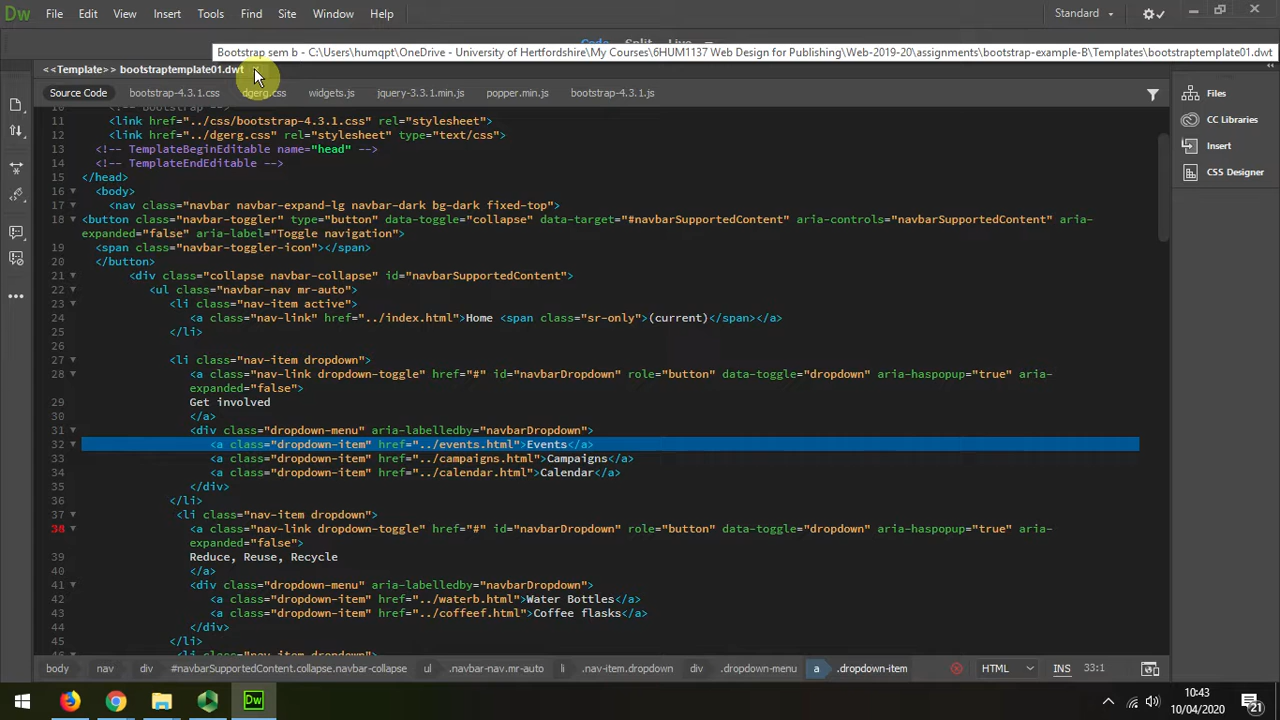 Dw File Edit View Insert Tools Find Site Window Help Standard
Bootstrap sem b - C:\Users\humqpt\OneDrive - University of Hertfordshire\My Courses\6HUM1137 Web Design for Publishing\Web-2019-20\assignments\bootstrap-example-B\Templates\bootstraptemplate01.dwt
<<Template>> bootstraptemplate01.dwt
Source Code bootstrap-4.3.1.css dgerg.css widgets.js jquery-3.3.1.min.js popper.min.js bootstrap-4.3.1.js
Files
CC Libraries
Insert
CSS Designer
10 <!-- Bootstrap -->
11 <link href="../css/bootstrap-4.3.1.css" rel="stylesheet">
12 <link href="../dgerg.css" rel="stylesheet" type="text/css">
13 <!-- TemplateBeginEditable name="head" -->
14 <!-- TemplateEndEditable -->
15 </head>
16 <body>
17 <nav class="navbar navbar-expand-lg navbar-dark bg-dark fixed-top">
18 <button class="navbar-toggler" type="button" data-toggle="collapse" data-target="#navbarSupportedContent" aria-controls="navbarSupportedContent" aria-
expanded="false" aria-label="Toggle navigation">
19 <span class="navbar-toggler-icon"></span>
20 </button>
21 <div class="collapse navbar-collapse" id="navbarSupportedContent">
22 <ul class="navbar-nav mr-auto">
23 <li class="nav-item active">
24 <a class="nav-link" href="../index.html">Home <span class="sr-only">(current)</span></a>
25 </li>
26
27 <li class="nav-item dropdown">
28 <a class="nav-link dropdown-toggle" href="#" id="navbarDropdown" role="button" data-toggle="dropdown" aria-haspopup="true" aria-
expanded="false">
29 Get involved
30 </a>
31 <div class="dropdown-menu" aria-labelledby="navbarDropdown">
32 <a class="dropdown-item" href="../events.html">Events</a>
33 <a class="dropdown-item" href="../campaigns.html">Campaigns</a>
34 <a class="dropdown-item" href="../calendar.html">Calendar</a>
35 </div>
36 </li>
37 <li class="nav-item dropdown">
38 <a class="nav-link dropdown-toggle" href="#" id="navbarDropdown" role="button" data-toggle="dropdown" aria-haspopup="true" aria-
expanded="false">
39 Reduce, Reuse, Recycle
40 </a>
41 <div class="dropdown-menu" aria-labelledby="navbarDropdown">
42 <a class="dropdown-item" href="../waterb.html">Water Bottles</a>
43 <a class="dropdown-item" href="../coffeef.html">Coffee flasks</a>
44 </div>
45 </li>
body nav div #navbarSupportedContent.collapse.navbar-collapse ul .navbar-nav.mr-auto li .nav-item.dropdown div .dropdown-menu a .dropdown-item HTML INS 33:1
Dw
10:43
10/04/2020
21